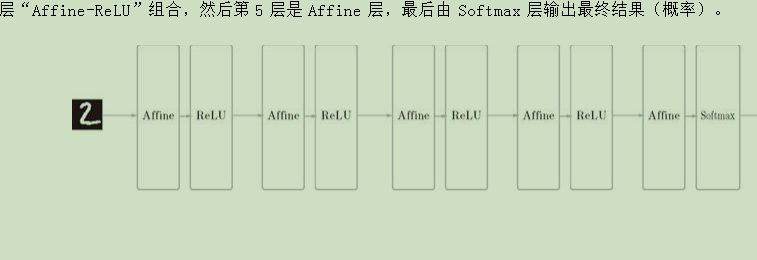 层“Affine-ReLU”组合，然后第 5 层是 Affine 层，最后由 Softmax 层输出最终结果（概率）。
2 Affine ReLU Affine ReLU Affine ReLU Affine ReLU Affine Softmax